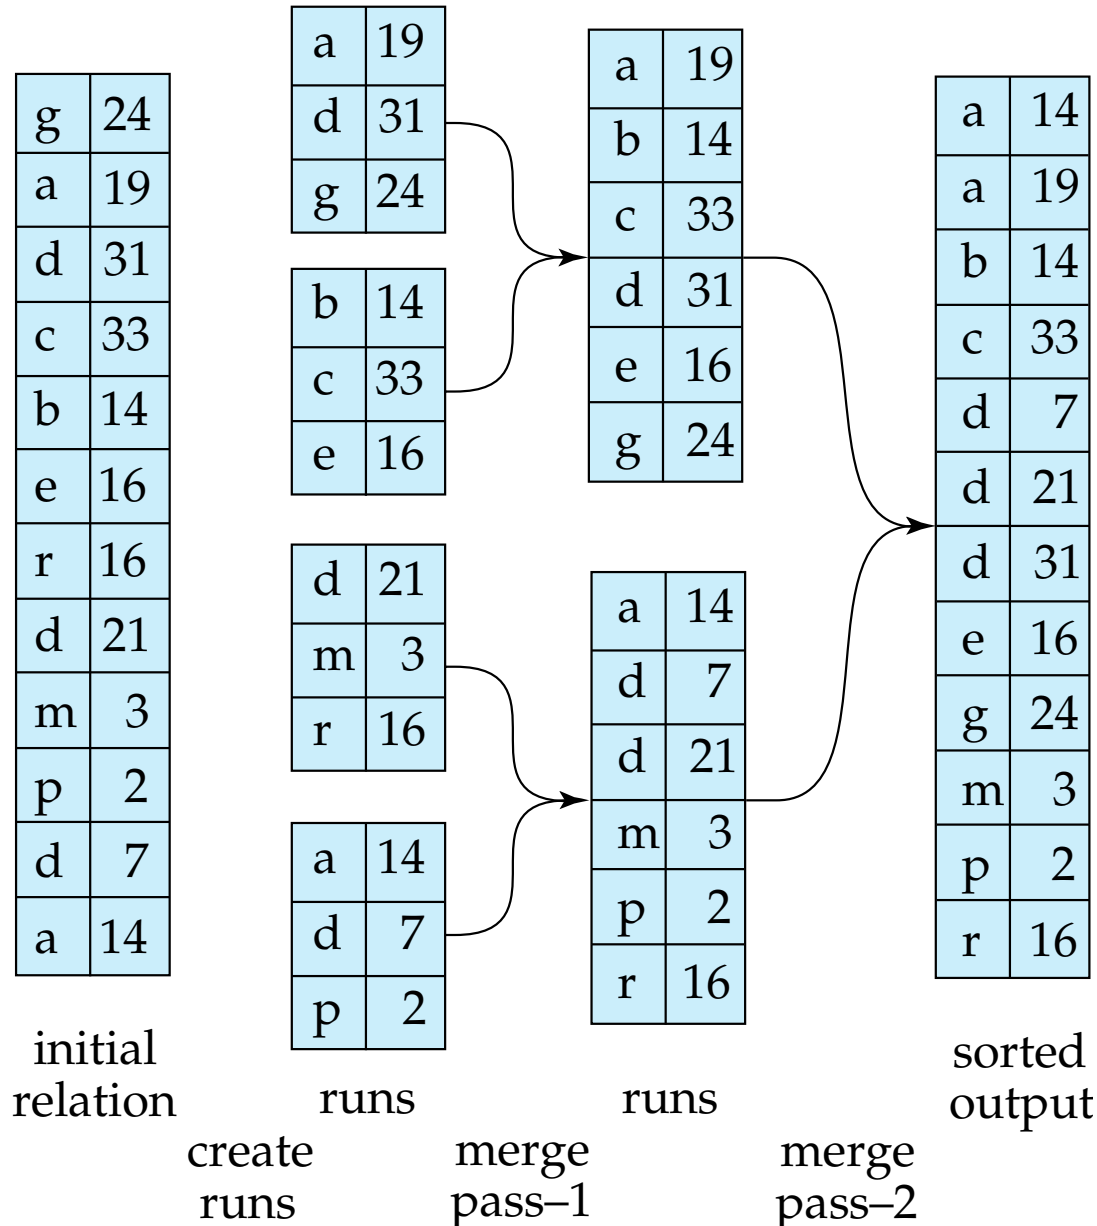 g 24
a 19
d 31
c 33
b 14
e 16
r 16
d 21
m 3
p 2
d 7
a 14
initial
relation
a 19
d 31
g 24
b 14
c 33
e 16
d 21
m 3
r 16
a 14
d 7
p 2
runs
a 19
b 14
c 33
d 31
e 16
g 24
a 14
d 7
d 21
m 3
p 2
r 16
runs
a 14
a 19
b 14
c 33
d 7
d 21
d 31
e 16
g 24
m 3
p 2
r 16
sorted
output
create
runs
merge
pass–1
merge
pass–2